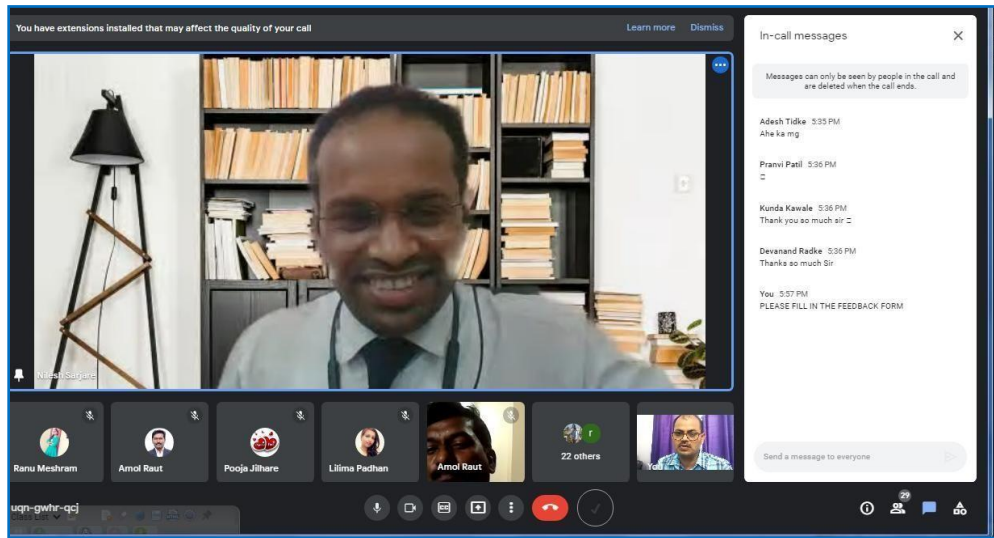 You have extensions installed that may affect the quality of your call
Learn more Dismiss
In-call messages
Messages can only be seen by people in the call and
are deleted when the call ends.
Adesh Tidke 5:35 PM
Ahe ka mg
Pranvi Patil 5:36 PM
Kunda Kawale 5:36 PM
Thank you so much sir
Devanand Radke 5:36 PM
Thanks so much Sir
You 5:57 PM
PLEASE FILL IN THE FEEDBACK FORM
Nilesh Sarjare
Ranu Meshram
Amol Raut
Pooja Jilhare
Lilima Padhan
Amol Raut
r
22 others
You
Send a message to everyone
uqn-gwhr-qcj
Class List
CC
29